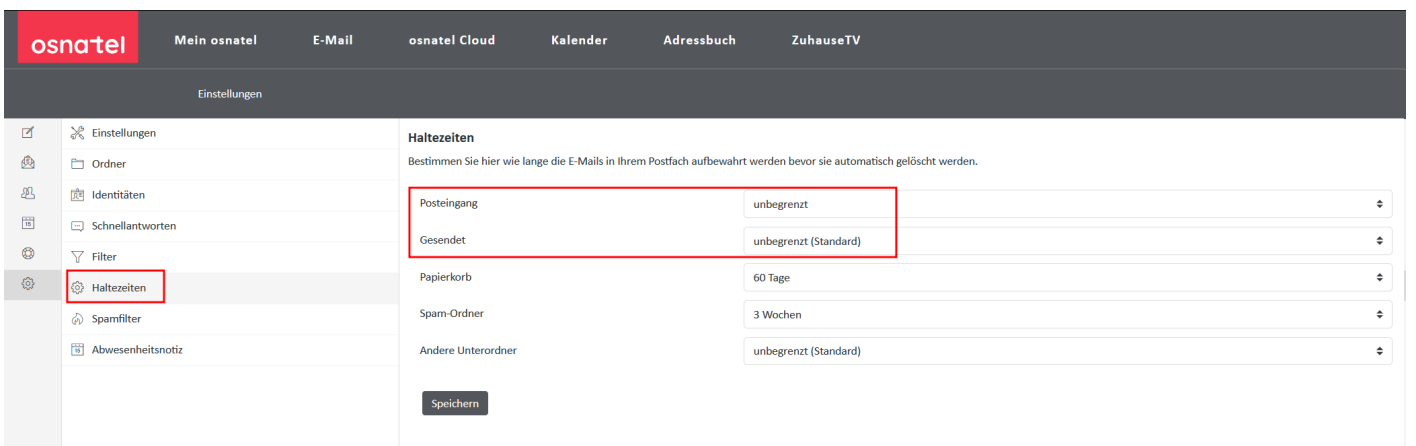 osnatel Mein osnatel E-Mail osnatel Cloud Kalender Adressbuch ZuhauseTV
Einstellungen
Einstellungen
Ordner
Identitäten
Schnellantworten
Filter
Haltezeiten
Spamfilter
Abwesenheitsnotiz
Haltezeiten
Bestimmen Sie hier wie lange die E-Mails in Ihrem Postfach aufbewahrt werden bevor sie automatisch gelöscht werden.
Posteingang unbegrenzt
Gesendet unbegrenzt (Standard)
Papierkorb 60 Tage
Spam-Ordner 3 Wochen
Andere Unterordner unbegrenzt (Standard)
Speichern